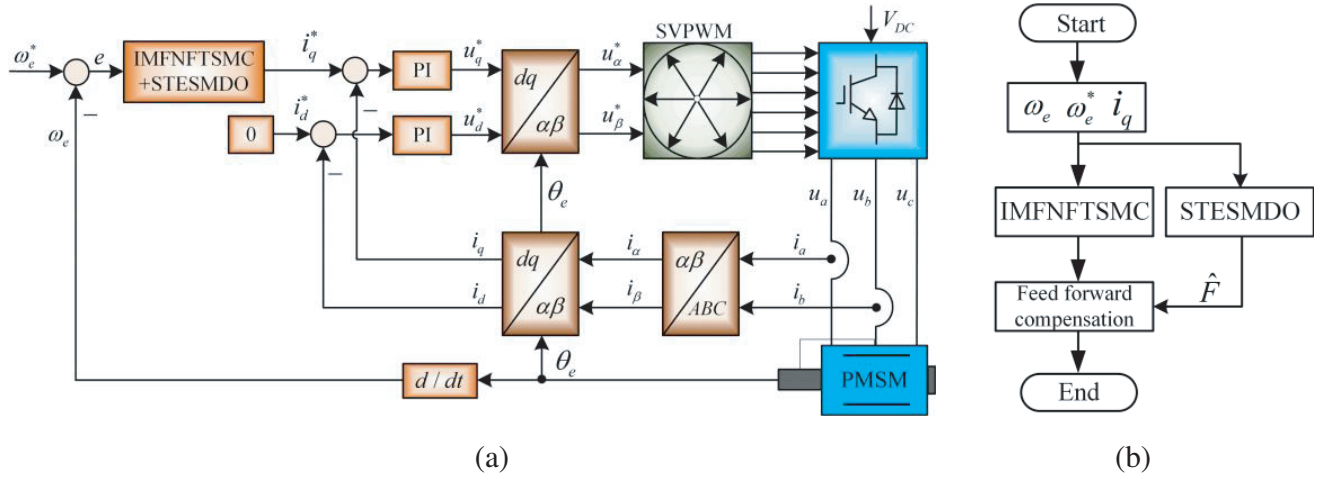 ω_e^* e IMFNFTSMC
+STESMDO
i_q^* PI u_q^* dq
αβ
u_α^* SVPWM V_DC
−
ω_e
−
0 i_d^* PI u_d^* u_β^*
−
θ_e
u_a u_b u_c
i_q dq
αβ
i_α αβ
ABC
i_a
i_d i_β i_b
θ_e
d / dt
PMSM
(a)
Start
ω_e ω_e^* i_q
IMFNFTSMC
STESMDO
Feed forward
compensation
F̂
End
(b)